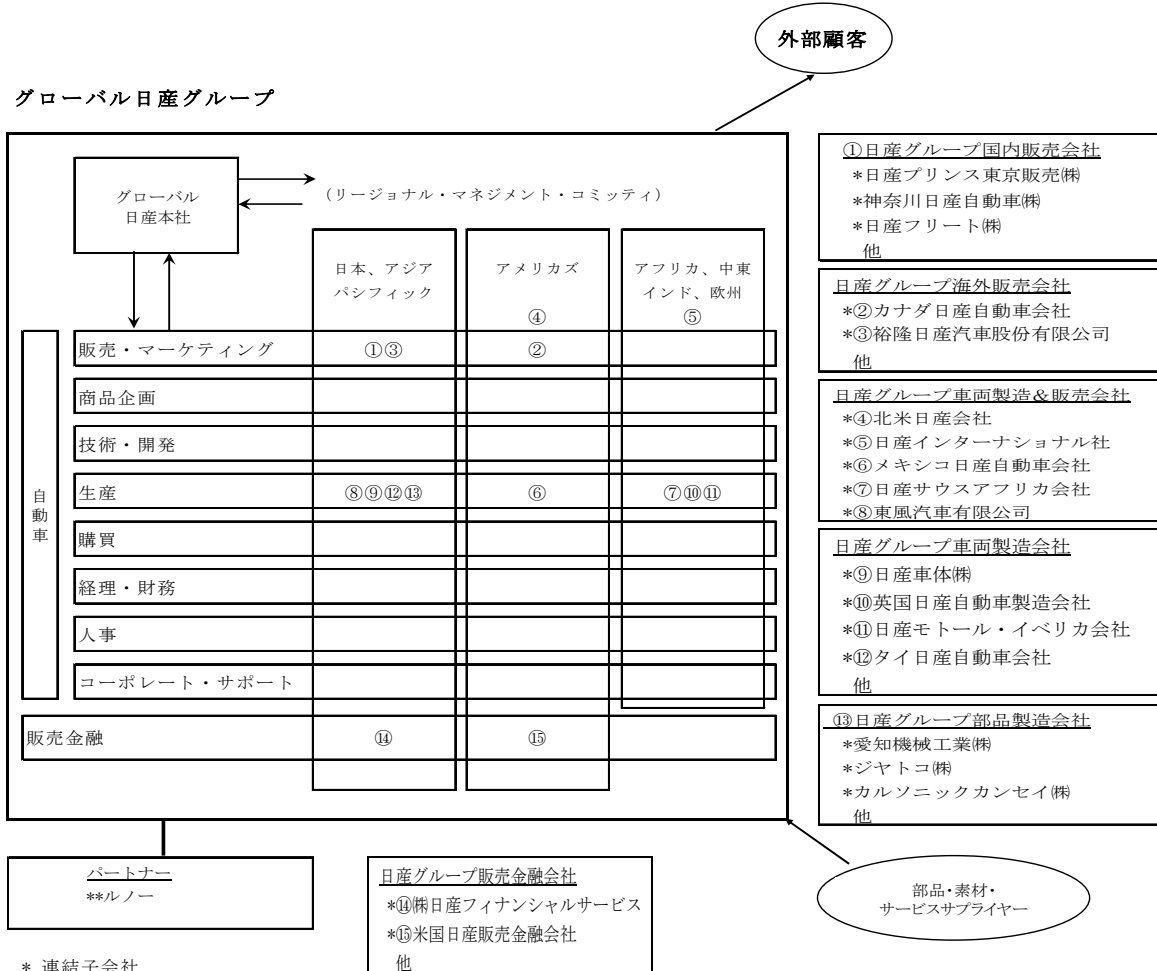 外部顧客
グローバル日産グループ
グローバル
日産本社
（リージョナル・マネジメント・コミッティ）
日本、アジア
パシフィック
アメリカズ
④
アフリカ、中東
インド、欧州
⑤
自動車
販売・マーケティング ①③ ②
商品企画
技術・開発
生産 ⑧⑨⑫⑬ ⑥ ⑦⑩⑪
購買
経理・財務
人事
コーポレート・サポート
販売金融 ⑭ ⑮
①日産グループ国内販売会社
*日産プリンス東京販売㈱
*神奈川日産自動車㈱
*日産フリート㈱
他
日産グループ海外販売会社
*②カナダ日産自動車会社
*③裕隆日産汽車股份有限公司
他
日産グループ車両製造＆販売会社
*④北米日産会社
*⑤日産インターナショナル社
*⑥メキシコ日産自動車会社
*⑦日産サウスアフリカ会社
*⑧東風汽車有限公司
日産グループ車両製造会社
*⑨日産車体㈱
*⑩英国日産自動車製造会社
*⑪日産モトール・イベリカ会社
*⑫タイ日産自動車会社
他
⑬日産グループ部品製造会社
*愛知機械工業㈱
*ジヤトコ㈱
*カルソニックカンセイ㈱
他
パートナー
**ルノー
日産グループ販売金融会社
*⑭㈱日産フィナンシャルサービス
*⑮米国日産販売金融会社
他
部品・素材・
サービスサプライヤー
* 連結子会社